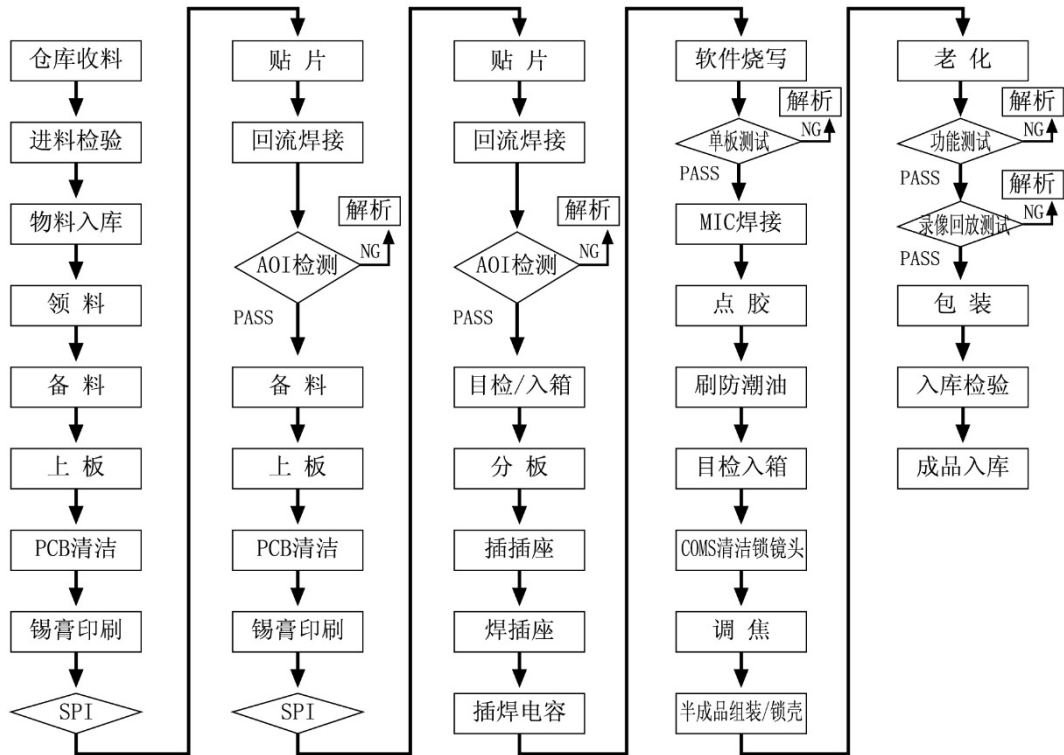 仓库收料
进料检验
物料入库
领 料
备 料
上 板
PCB清洁
锡膏印刷
SPI
贴 片
回流焊接
解析
AOI检测
NG
PASS
备 料
上 板
PCB清洁
锡膏印刷
SPI
贴 片
回流焊接
解析
AOI检测
NG
PASS
目检/入箱
分 板
插插座
焊插座
插焊电容
软件烧写
解析
单板测试
NG
PASS
MIC焊接
点 胶
刷防潮油
目检入箱
COMS清洁锁镜头
调 焦
半成品组装/锁壳
老 化
解析
功能测试
NG
PASS
解析
录像回放测试
NG
PASS
包 装
入库检验
成品入库